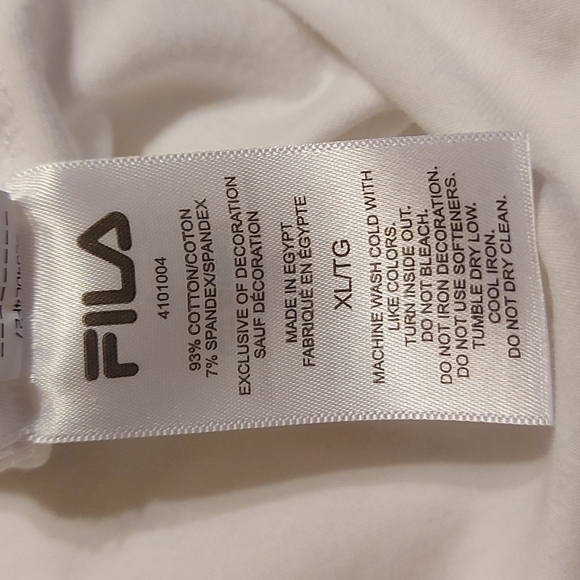 FILA
4101004
93% COTTON/COTON
7% SPANDEX/SPANDEX
EXCLUSIVE OF DECORATION
SAUF DÉCORATION
MADE IN EGYPT
FABRIQUÉ EN ÉGYPTE
XL/TG
MACHINE WASH COLD WITH
LIKE COLORS.
TURN INSIDE OUT.
DO NOT BLEACH.
DO NOT IRON DECORATION.
DO NOT USE SOFTENERS.
TUMBLE DRY LOW.
COOL IRON.
DO NOT DRY CLEAN.